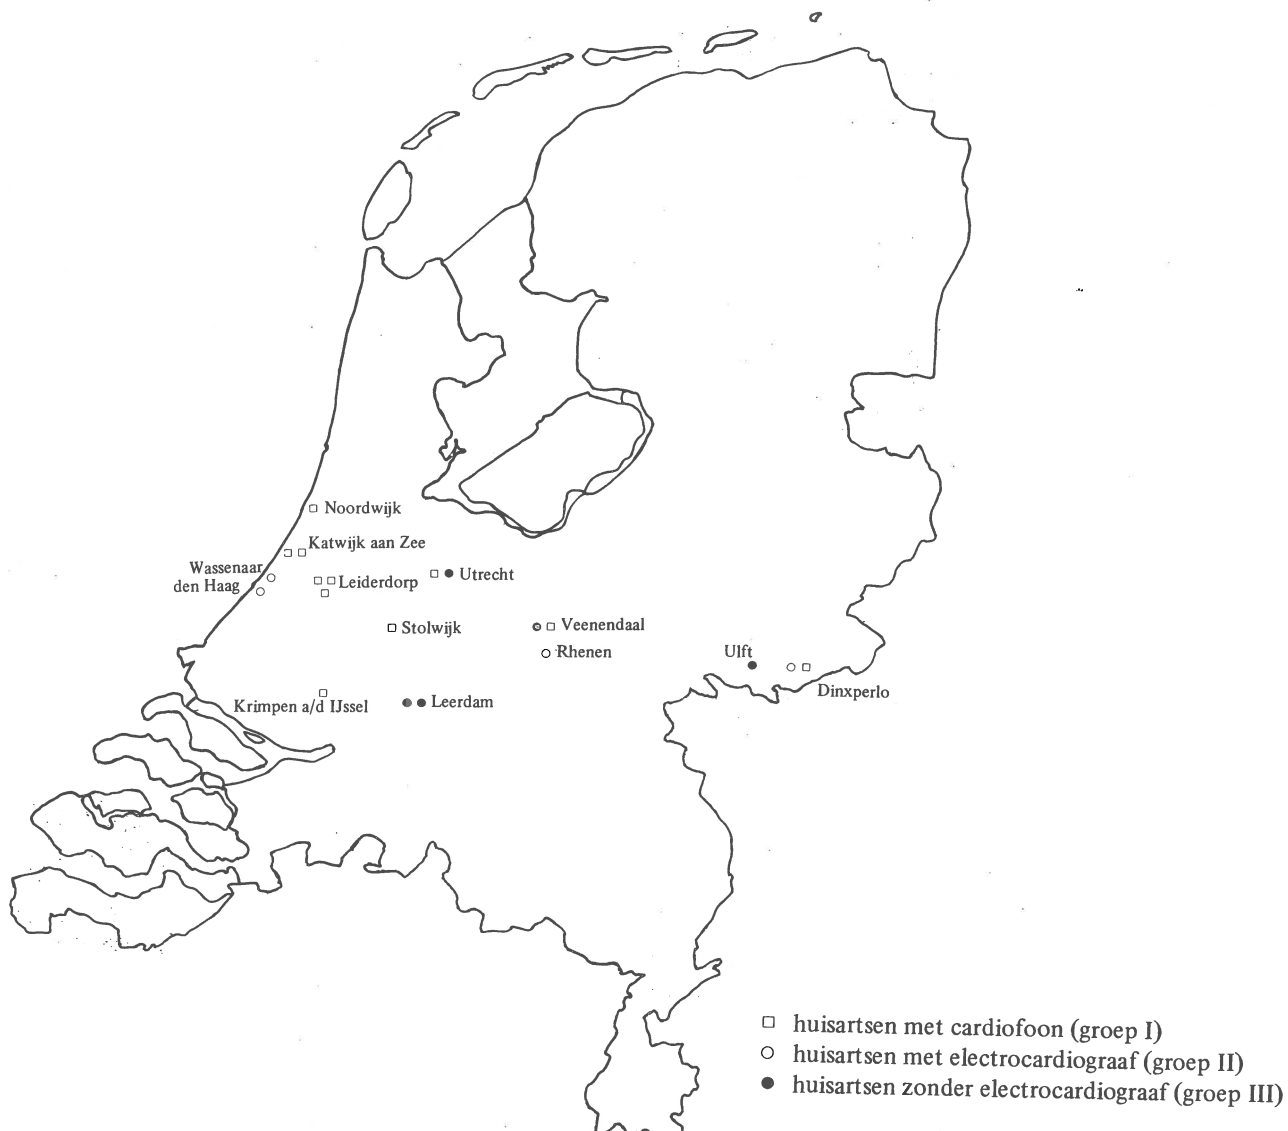 Noordwijk
Katwijk aan Zee
Wassenaar
den Haag
Leiderdorp
Utrecht
Stolwijk
Veenendaal
Rhenen
Ulft
Dinxperlo
Krimpen a/d IJssel
Leerdam
huisartsen met cardiofoon (groep I)
huisartsen met electrocardiograaf (groep II)
huisartsen zonder electrocardiograaf (groep III)